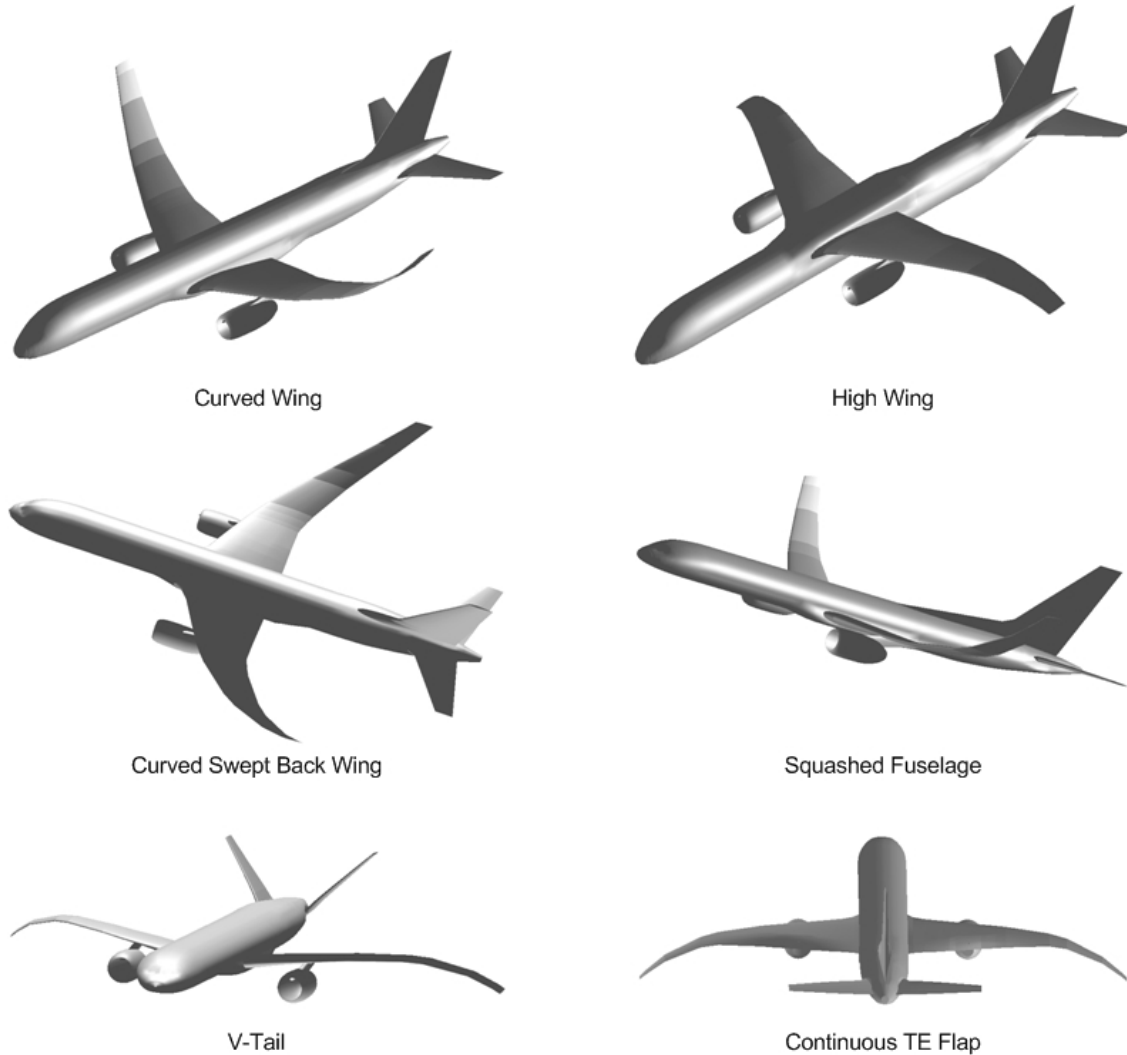 Curved Wing
High Wing
Curved Swept Back Wing
Squashed Fuselage
V-Tail
Continuous TE Flap